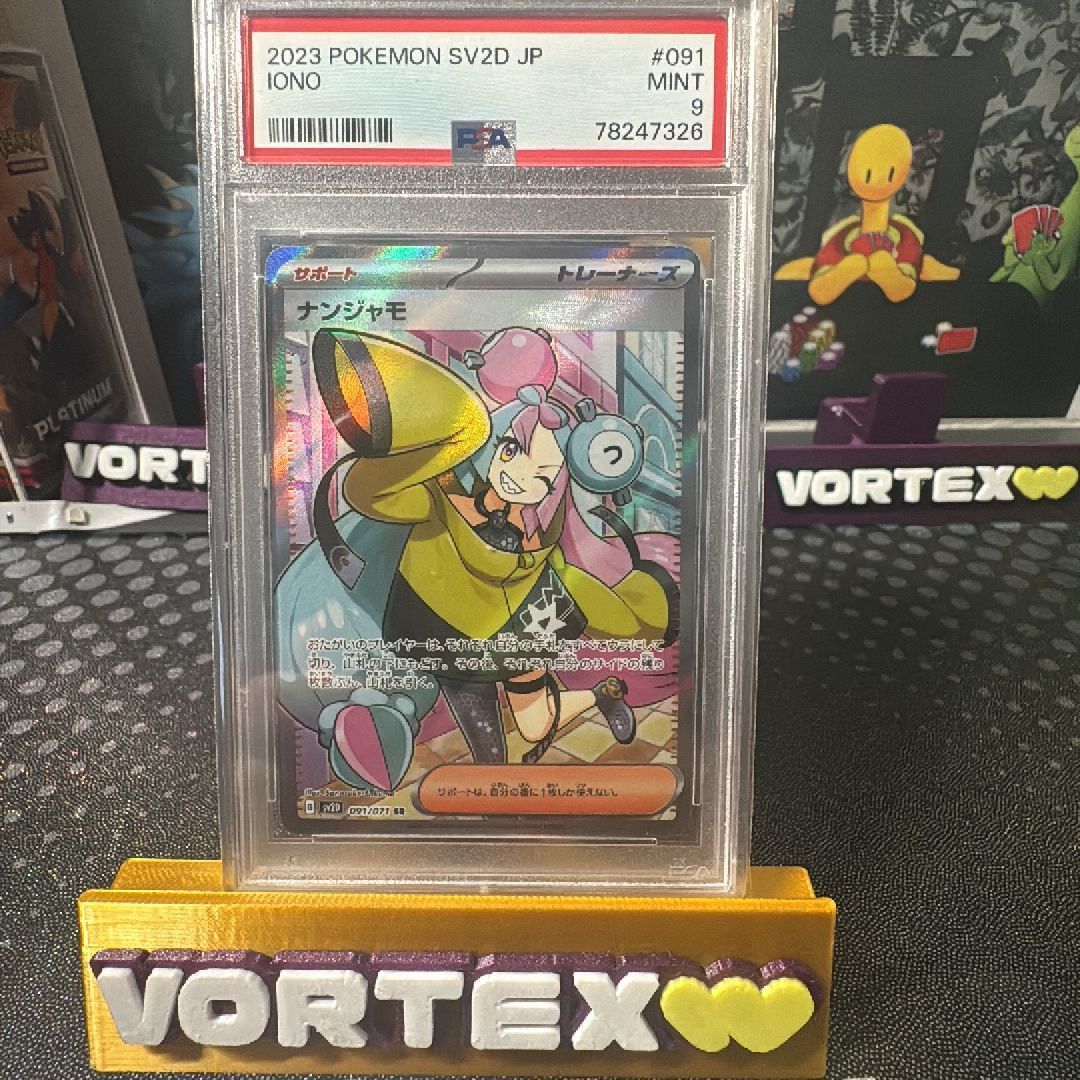 2023 POKEMON SV2D JP #091
IONO MINT
9
PSA 78247326
サポート トレーナーズ
ナンジャモ
おたがいのプレイヤーは、それぞれ自分の手札をすべてウラにして
切り、山札の下にもどす。その後、それぞれ自分のサイドの残り
枚数ぶん、山札を引く。
サポートは、自分の番に1枚しか使えない。
G sv2D 091/071 SR
PLATINUM
VORT
VORTEX
VORTEX